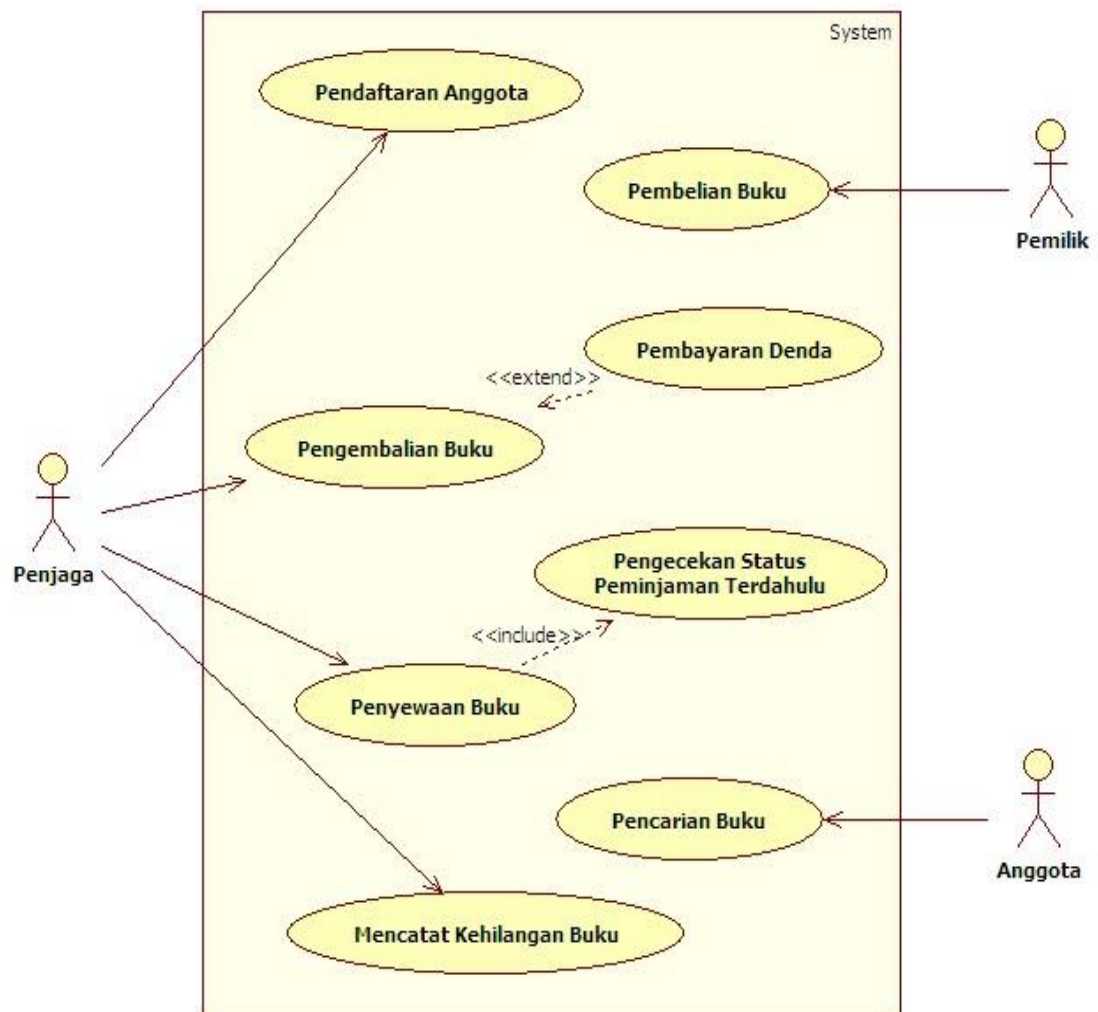 System
Pendaftaran Anggota
Pembelian Buku
Pemilik
Pembayaran Denda
<<extend>>
Pengembalian Buku
Penjaga
Pengecekan Status
Peminjaman Terdahulu
<<include>>
Penyewaan Buku
Pencarian Buku
Anggota
Mencatat Kehilangan Buku